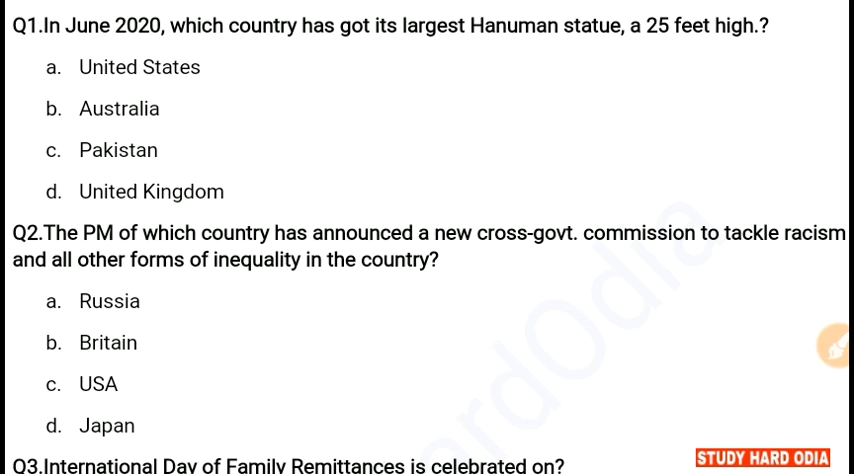 Q1.In June 2020, which country has got its largest Hanuman statue, a 25 feet high.?
a. United States
b. Australia
c. Pakistan
d. United Kingdom
Q2.The PM of which country has announced a new cross-govt. commission to tackle racism
and all other forms of inequality in the country?
a. Russia
b. Britain
c. USA
d. Japan
Q3.International Day of Family Remittances is celebrated on?
STUDY HARD ODIA